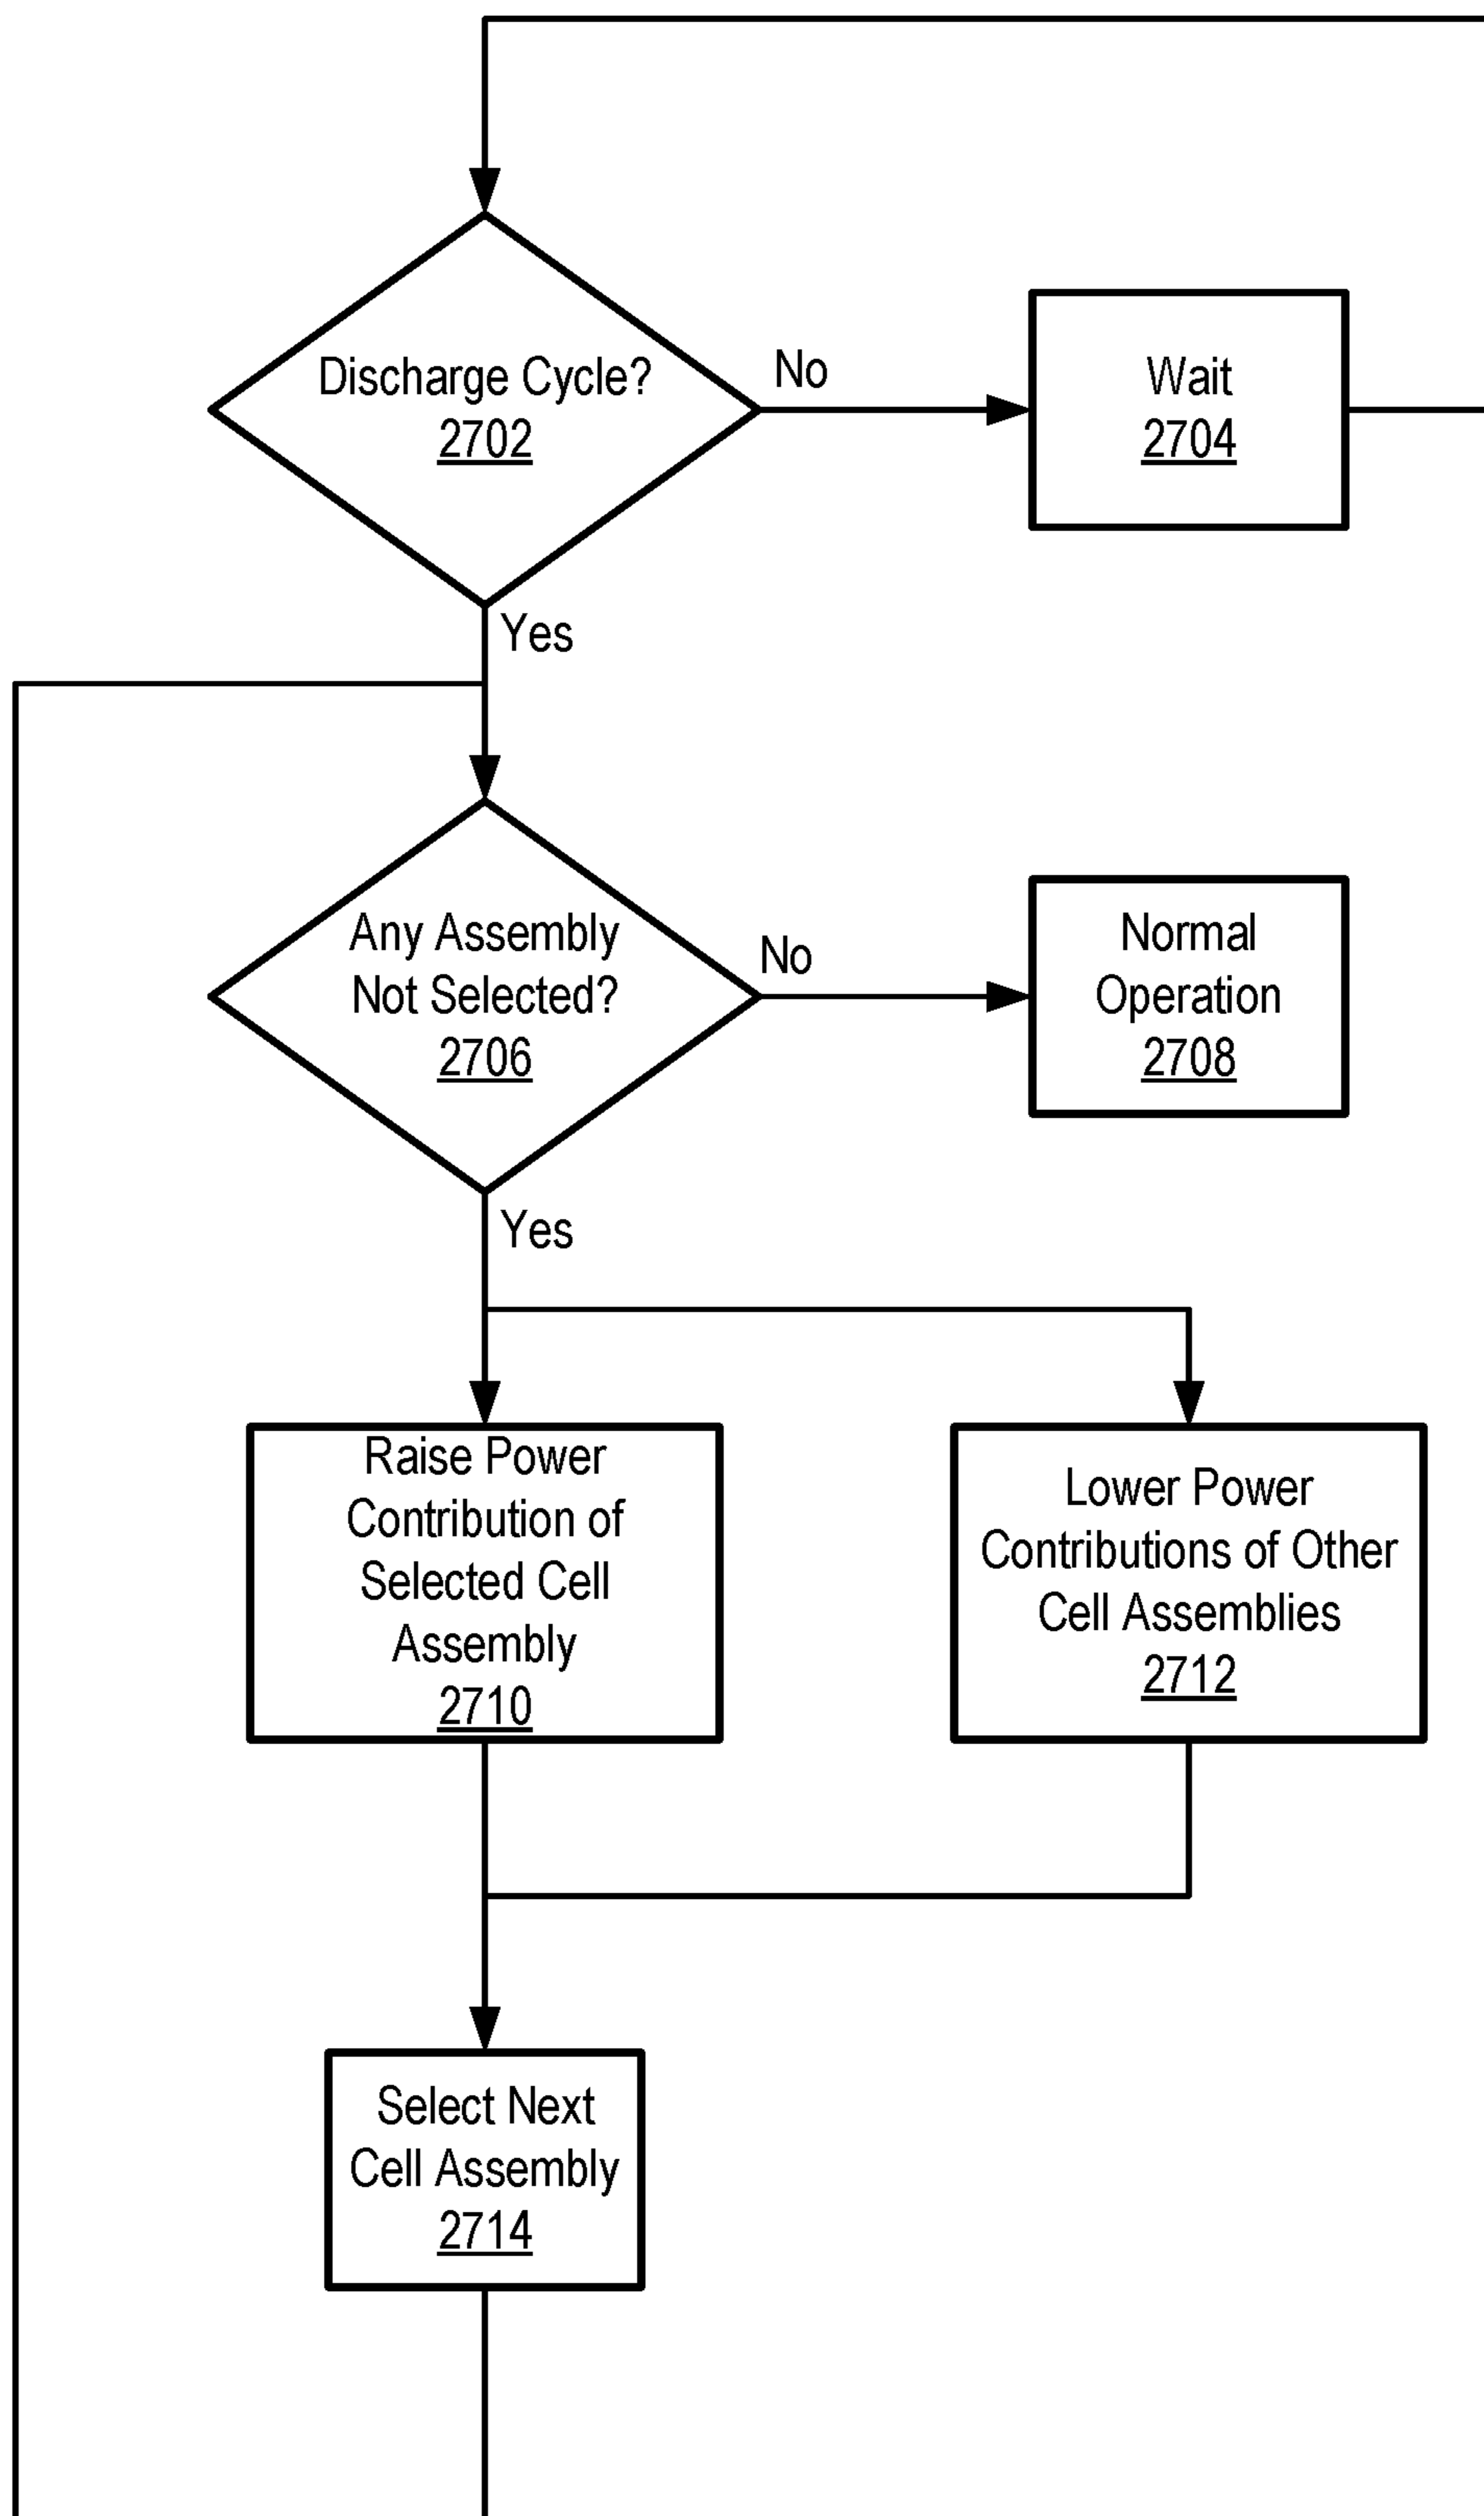 Discharge Cycle?
2702
No
Wait
2704
Yes
Any Assembly
Not Selected?
2706
No
Normal
Operation
2708
Yes
Raise Power
Contribution of
Selected Cell
Assembly
2710
Lower Power
Contributions of Other
Cell Assemblies
2712
Select Next
Cell Assembly
2714